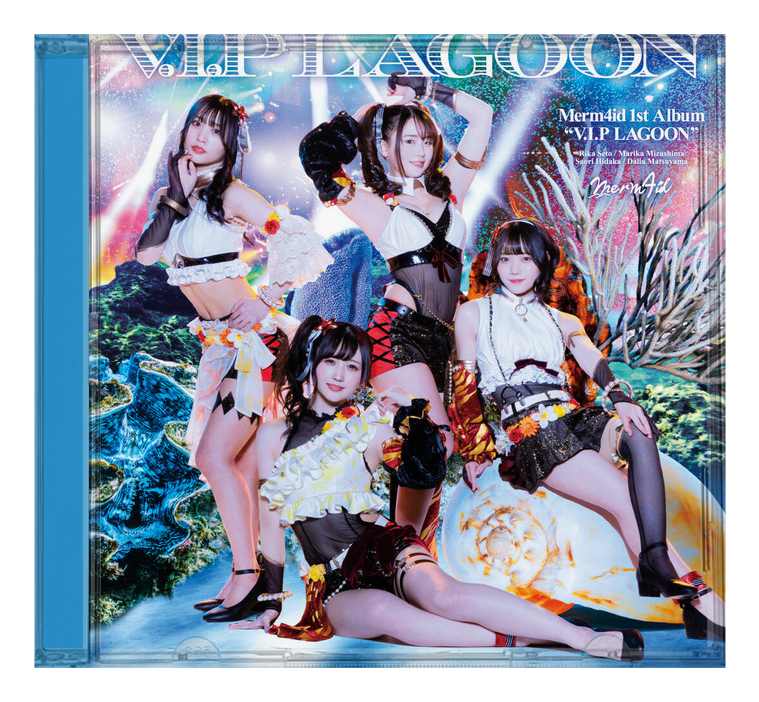 V.I.P LAGOON
Merm4id 1st Album
“V.I.P LAGOON”
Rika Seto / Marika Mizushima
Saori Hidaka / Dalia Matsuyama
Merm4id